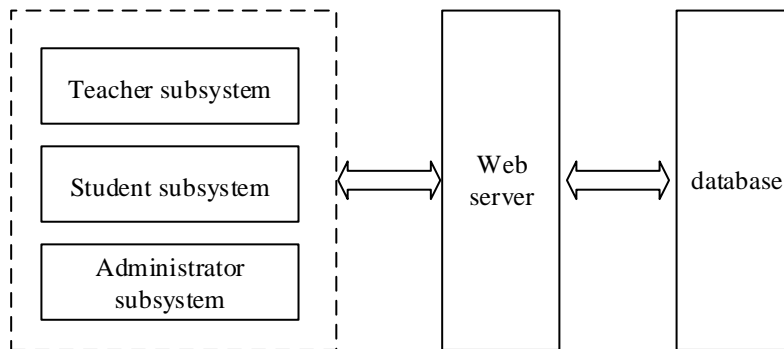 Teacher subsystem
Student subsystem
Administrator
subsystem
Web
server
database